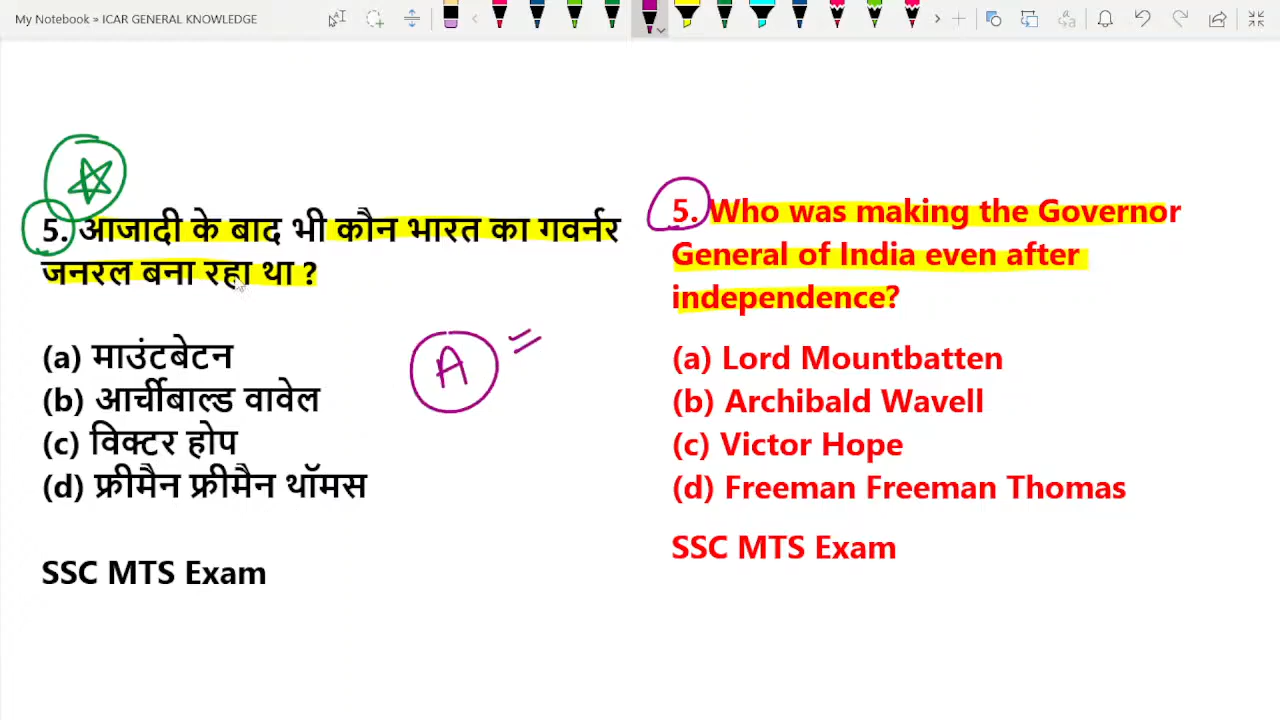 My Notebook » ICAR GENERAL KNOWLEDGE
5. आजादी के बाद भी कौन भारत का गवर्नर
जनरल बना रहा था ?
(a) माउंटबेटन
(b) आर्चीबाल्ड वावेल
(c) विक्टर होप
(d) फ्रीमैन फ्रीमैन थॉमस
SSC MTS Exam
A =
5. Who was making the Governor
General of India even after
independence?
(a) Lord Mountbatten
(b) Archibald Wavell
(c) Victor Hope
(d) Freeman Freeman Thomas
SSC MTS Exam